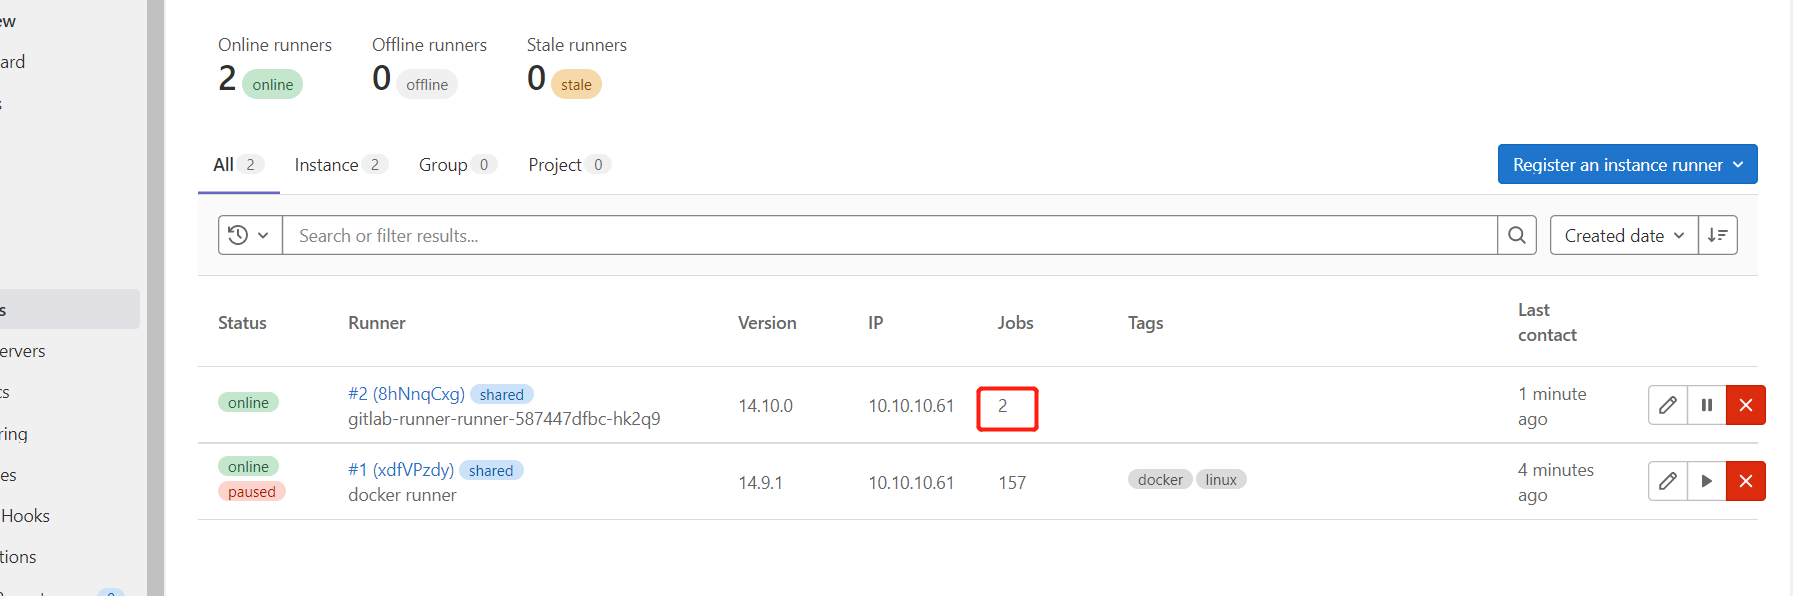 ew
ard
s
ervers
cs
ring
es
Hooks
tions
Online runners
2 online
Offline runners
0 offline
Stale runners
0 stale
All 2
Instance 2
Group 0
Project 0
Register an instance runner
Search or filter results...
Created date
Status
Runner
Version
IP
Jobs
Tags
Last
contact
online
#2 (8hNnqCxg) shared
gitlab-runner-runner-587447dfbc-hk2q9
14.10.0
10.10.10.61
2
1 minute
ago
online
paused
#1 (xdfVPzdy) shared
docker runner
14.9.1
10.10.10.61
157
docker linux
4 minutes
ago